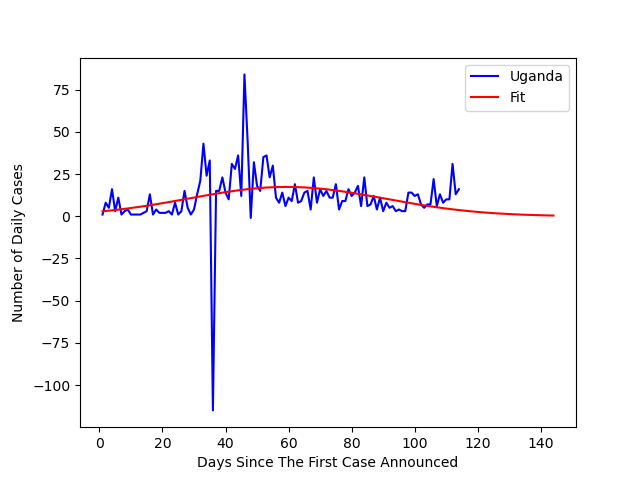 Uganda
Fit
75
50
25
0
−25
−50
−75
−100
Number of Daily Cases
0 20 40 60 80 100 120 140
Days Since The First Case Announced